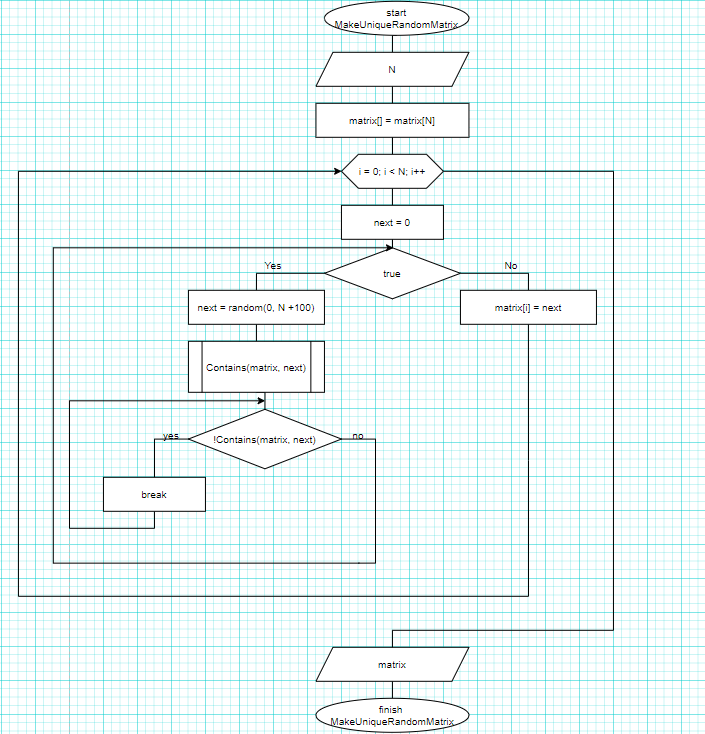 start
MakeUniqueRandomMatrix
N
matrix[] = matrix[N]
i = 0; i < N; i++
next = 0
Yes
true
No
next = random(0, N +100)
matrix[i] = next
Contains(matrix, next)
yes
!Contains(matrix, next)
no
break
matrix
finish
MakeUniqueRandomMatrix